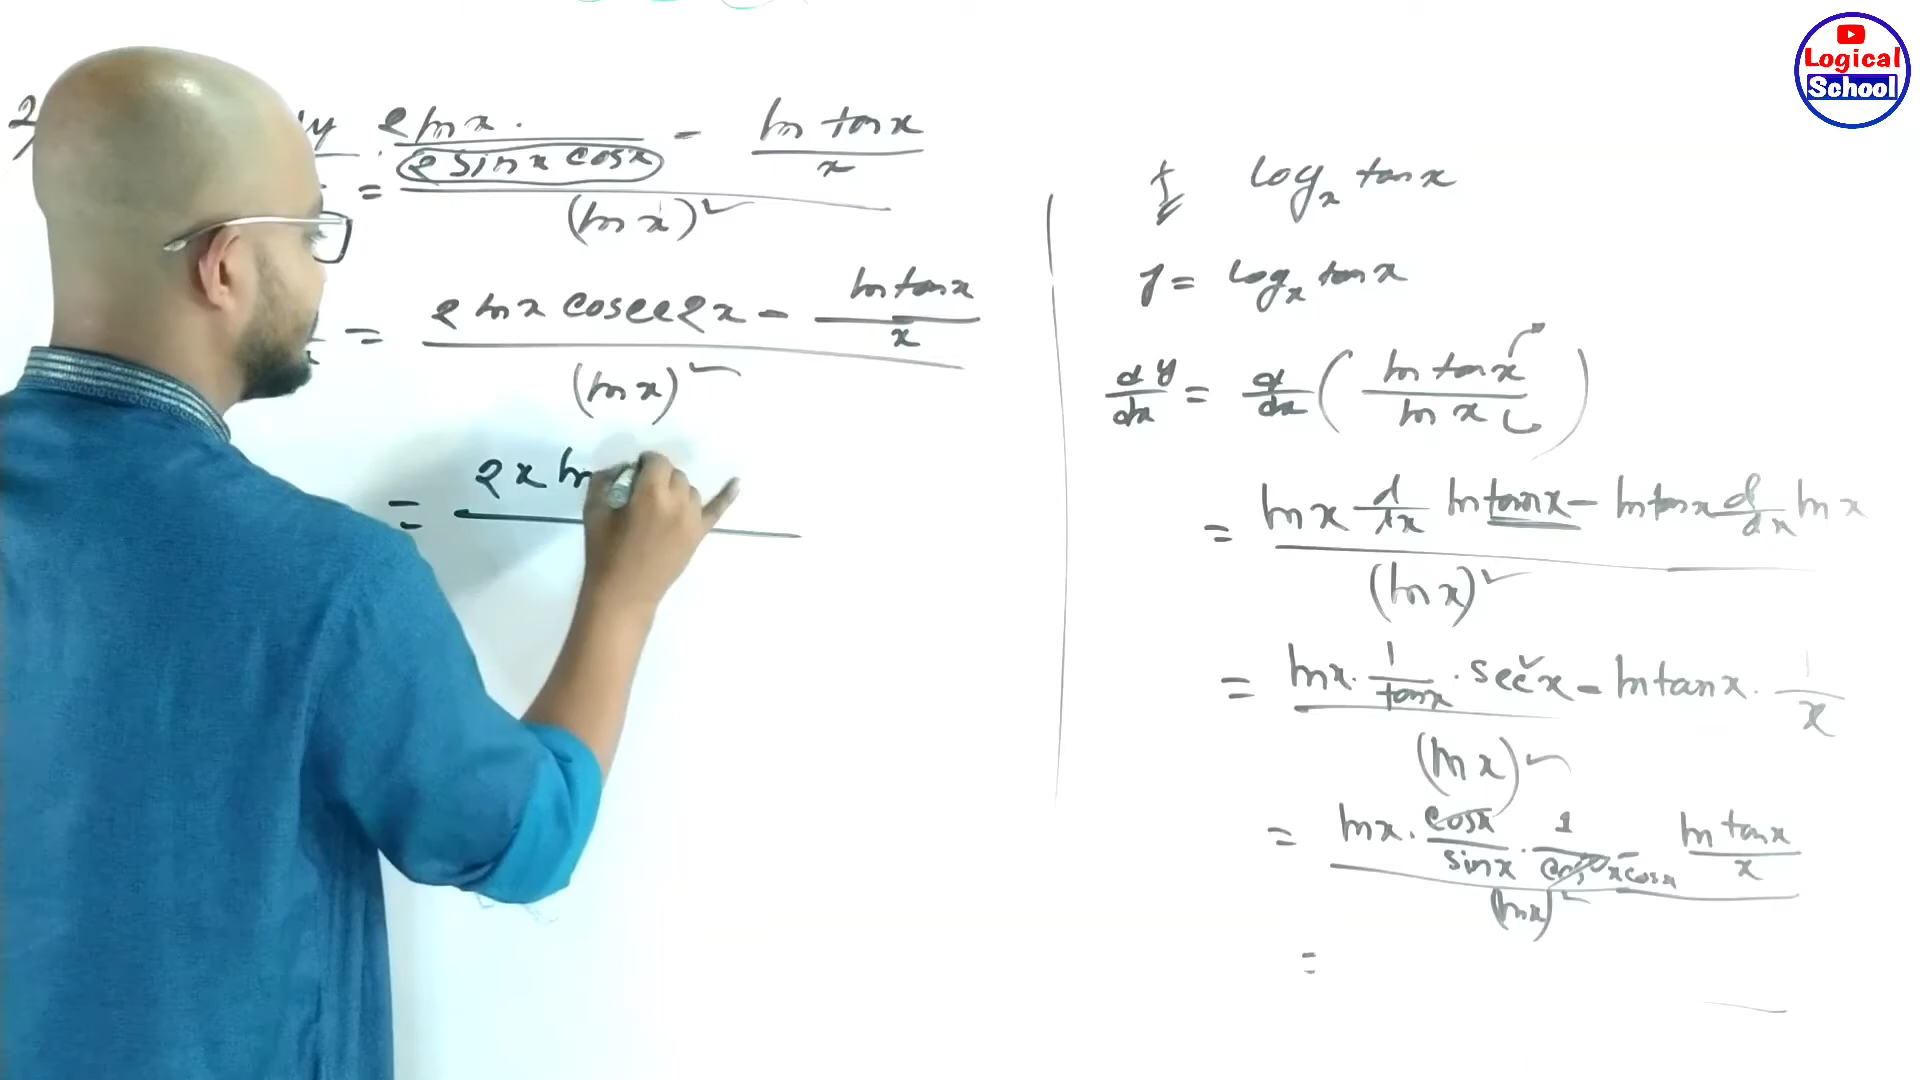 Logical
School
dy/dx = (2 ln x / (2 sin x cos x) - ln tan x / x) / (ln x)²
= (2 ln x cosec 2x - ln tan x / x) / (ln x)²
= 2x ln
# log_x tan x
y = log_x tan x
dy/dx = d/dx (ln tan x / ln x)
= (ln x d/dx ln tan x - ln tan x d/dx ln x) / (ln x)²
= (ln x · 1/tan x · sec² x - ln tan x · 1/x) / (ln x)²
= (ln x · cos x / sin x · 1 / cos x cos x - ln tan x / x) / (ln x)²
=